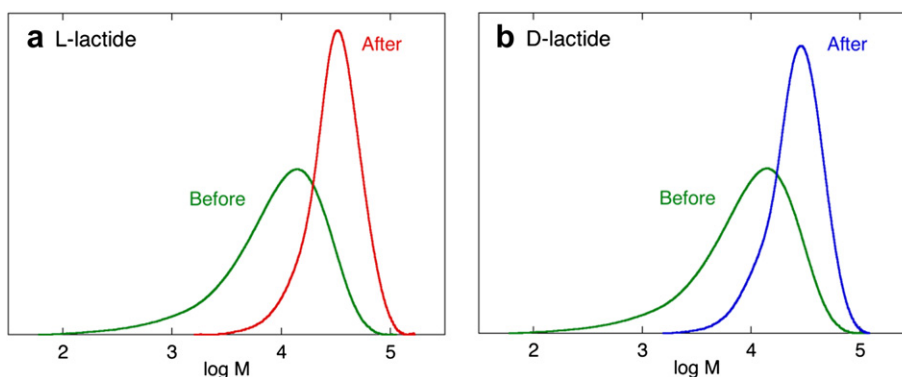 a L-lactide
After
Before
2 3 4 5
log M
b D-lactide
After
Before
2 3 4 5
log M